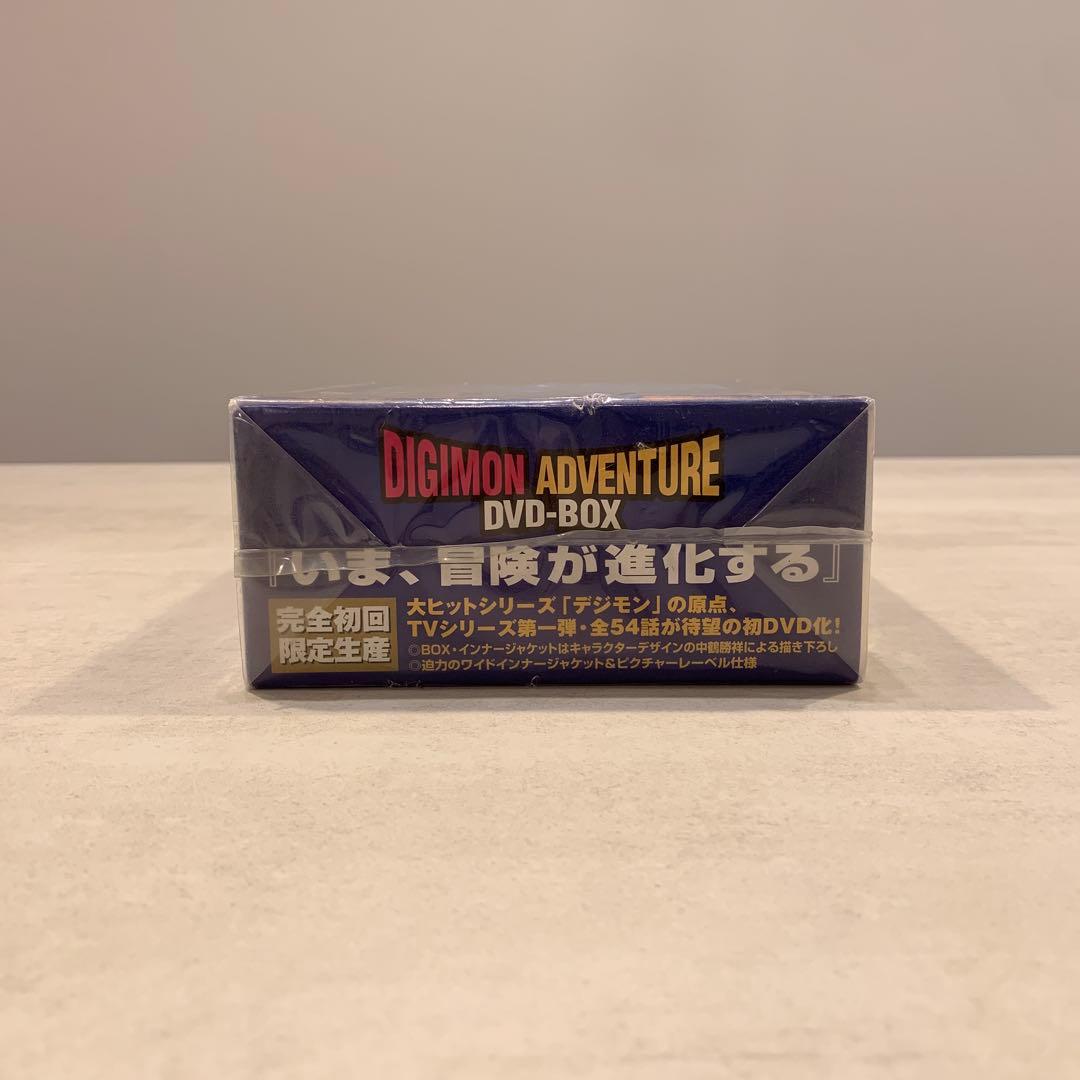 DIGIMON ADVENTURE
DVD-BOX
『いま、冒険が進化する』
完全初回
限定生産
大ヒットシリーズ「デジモン」の原点、
TVシリーズ第一弾・全54話が待望の初DVD化!
◎BOX・インナージャケットはキャラクターデザインの中鶴勝祥による描き下ろし
◎迫力のワイドインナージャケット&ピクチャーレーベル仕様